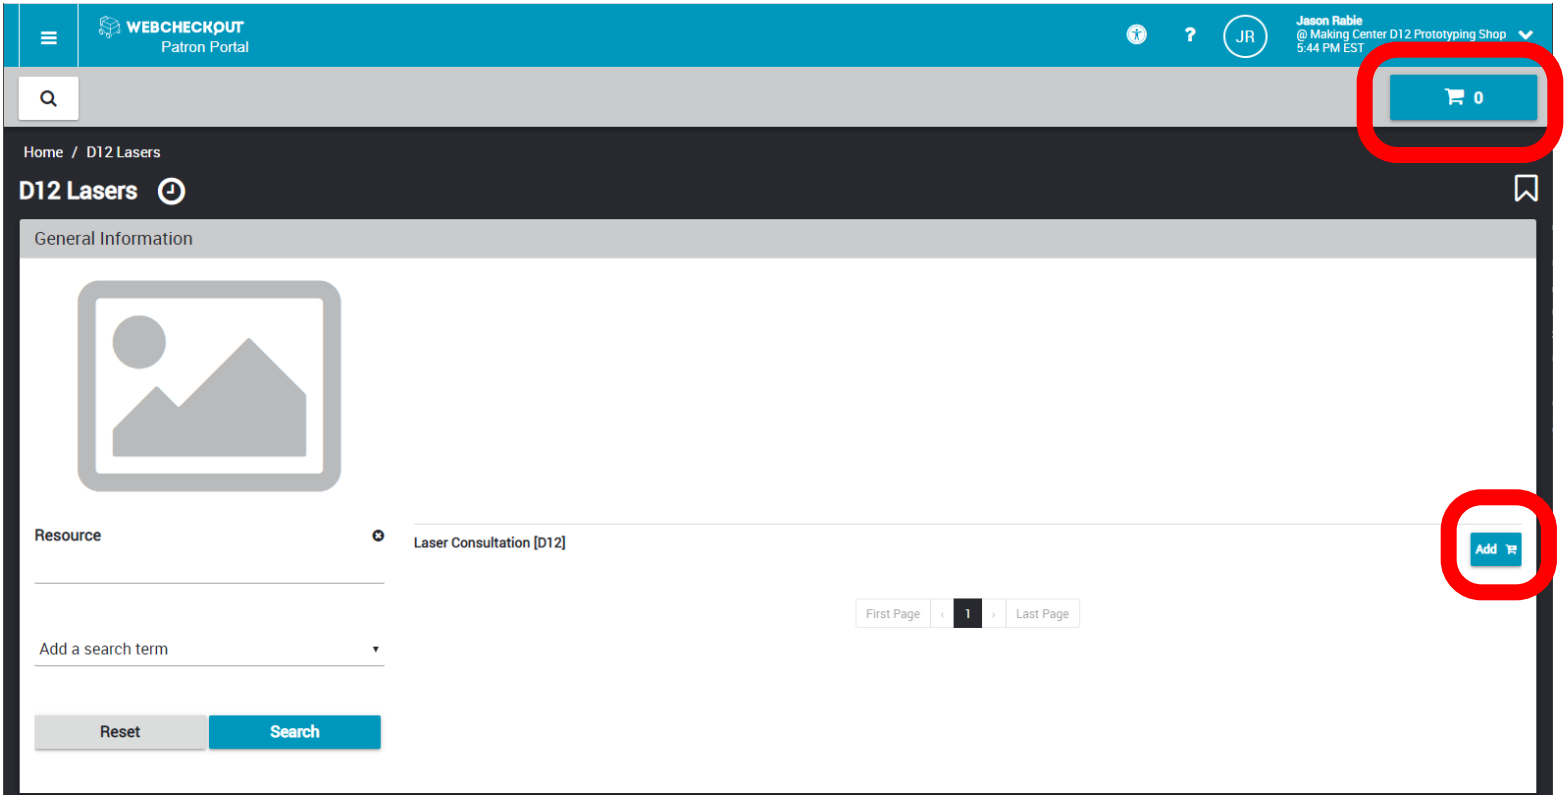 WEBCHECKOUT
Patron Portal
?
JR
Jason Rabie
@ Making Center D12 Prototyping Shop
5:44 PM EST
0
Home / D12 Lasers
D12 Lasers
General Information
Resource
Laser Consultation [D12]
Add
First Page ‹ 1 › Last Page
Add a search term
Reset
Search